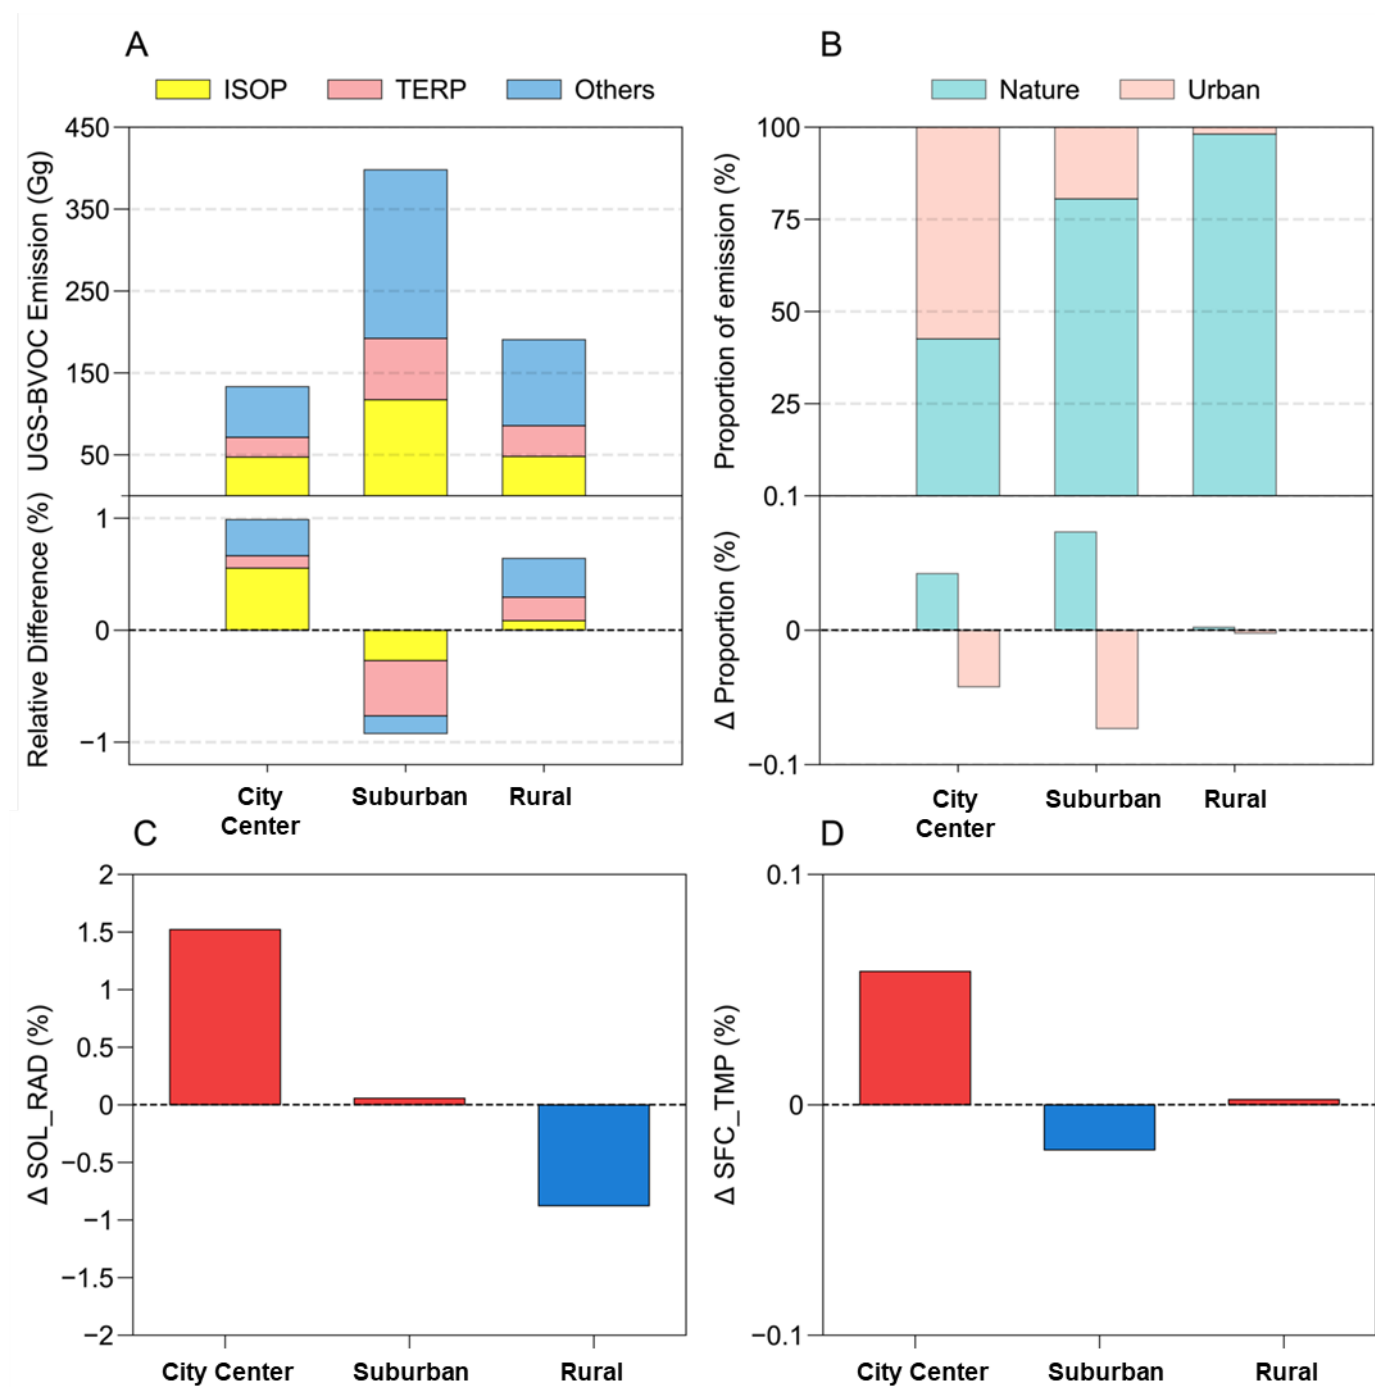 A
ISOP TERP Others
450
350
250
150
50
UGS-BVOC Emission (Gg)
1
0
−1
Relative Difference (%)
City
Center
Suburban
Rural
B
Nature Urban
100
75
50
25
0.1
Proportion of emission (%)
0
−0.1
Δ Proportion (%)
City
Center
Suburban
Rural
C
2
1.5
1
0.5
0
−0.5
−1
−1.5
−2
Δ SOL_RAD (%)
City Center Suburban Rural
D
0.1
0
−0.1
Δ SFC_TMP (%)
City Center Suburban Rural